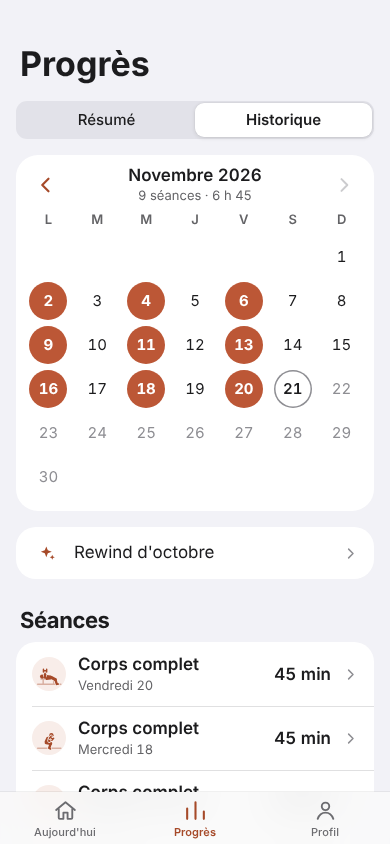 Progrès
Résumé Historique
Novembre 2026
9 séances · 6 h 45
L M M J V S D
1
2 3 4 5 6 7 8
9 10 11 12 13 14 15
16 17 18 19 20 21 22
23 24 25 26 27 28 29
30
Rewind d'octobre
Séances
Corps complet
Vendredi 20
45 min
Corps complet
Mercredi 18
45 min
Corps complet
Aujourd'hui Progrès Profil